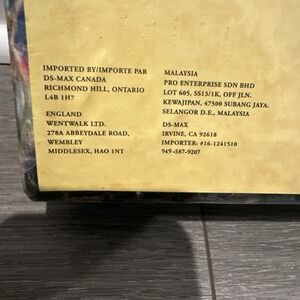 IMPORTED BY/IMPORTE PAR
DS-MAX CANADA
RICHMOND HILL, ONTARIO
L4B 1H7
ENGLAND
WENTWALK LTD.
278A ABBEYDALE ROAD,
WEMBLEY
MIDDLESEX, HAO 1NT
MALAYSIA
PRO ENTERPRISE SDN BHD
LOT 605, SS13/1K, OFF JLN.
KEWAJIPAN, 47500 SUBANG JAYA.
SELANGOR D.E., MALAYSIA
DS-MAX
IRVINE, CA 92618
IMPORTER: #16-1241510
949-587-9207